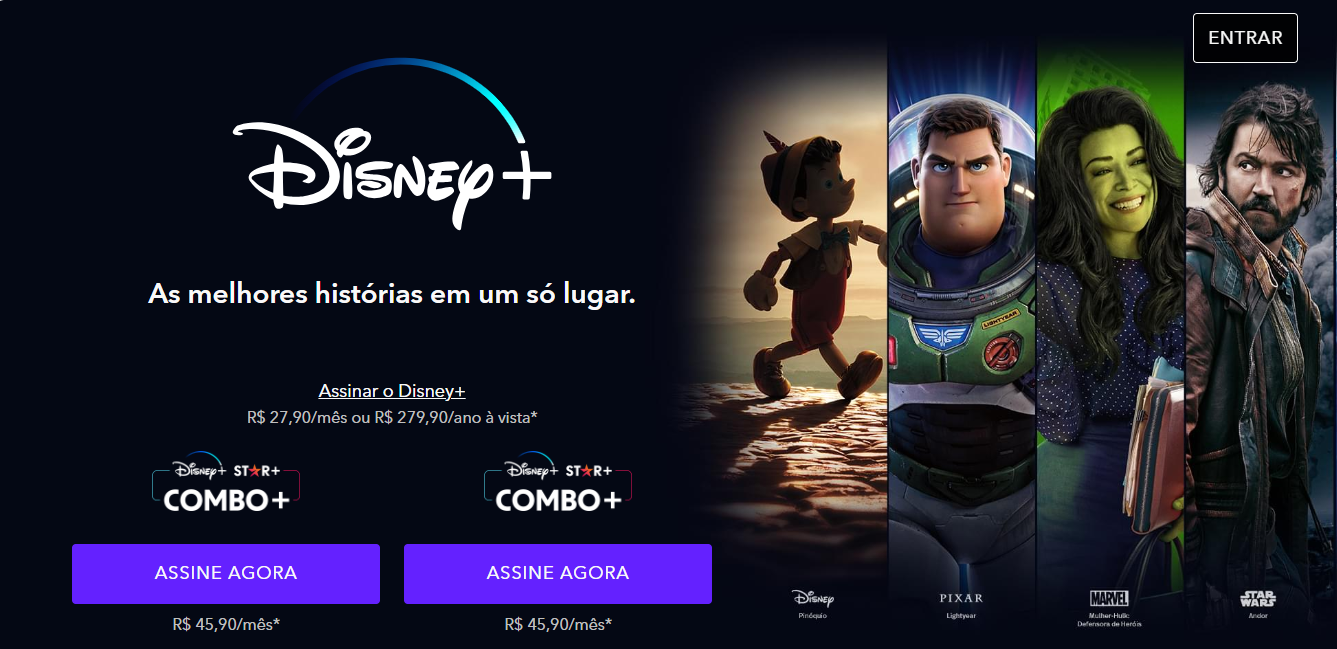 ENTRAR
Disney+
As melhores histórias em um só lugar.
Assinar o Disney+
R$ 27,90/mês ou R$ 279,90/ano à vista*
Disney+ STAR+
COMBO+
ASSINE AGORA
R$ 45,90/mês*
Disney+ STAR+
COMBO+
ASSINE AGORA
R$ 45,90/mês*
LIGHTYEAR
Disney
Pinóquio
PIXAR
Lightyear
MARVEL
Mulher-Hulk:
Defensora de Heróis
STAR
WARS
Andor